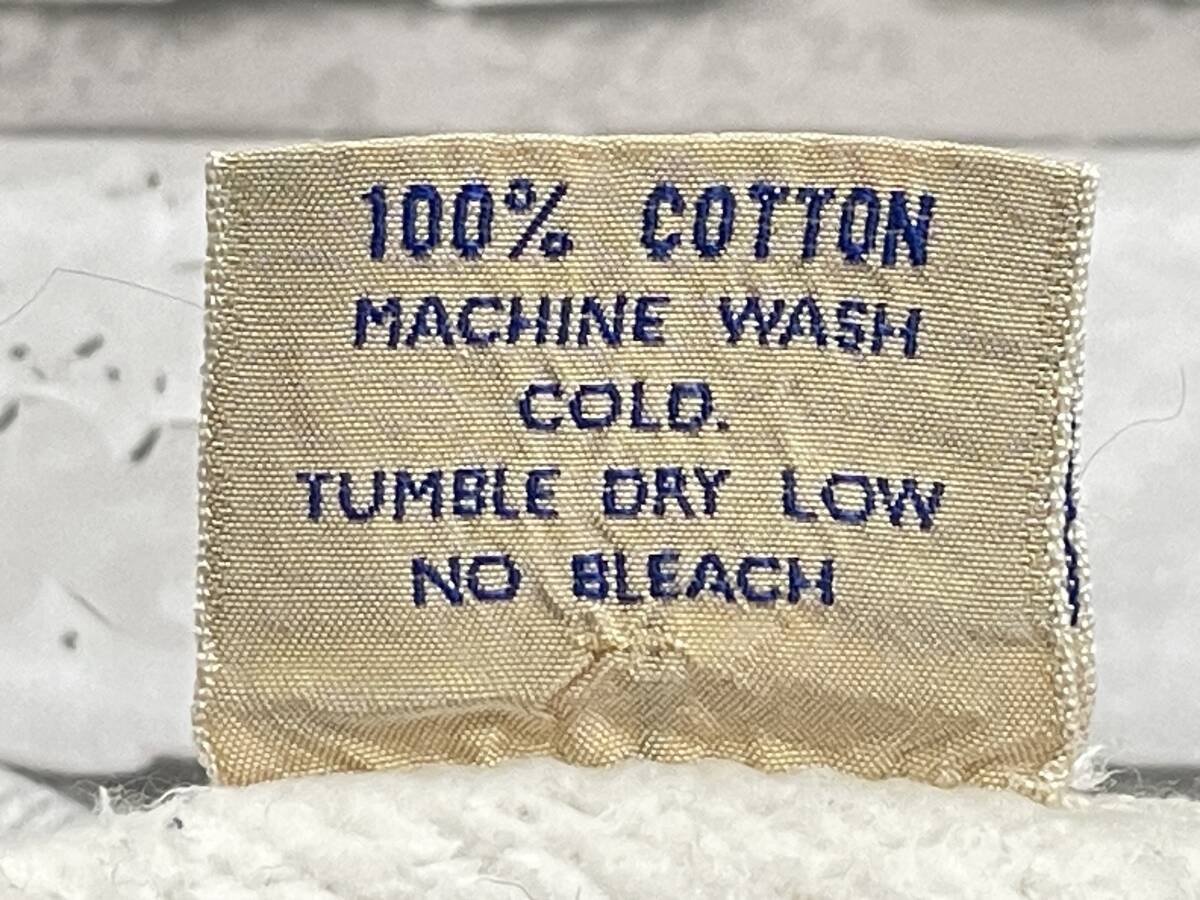 100% COTTON
MACHINE WASH
COLD.
TUMBLE DRY LOW
NO BLEACH